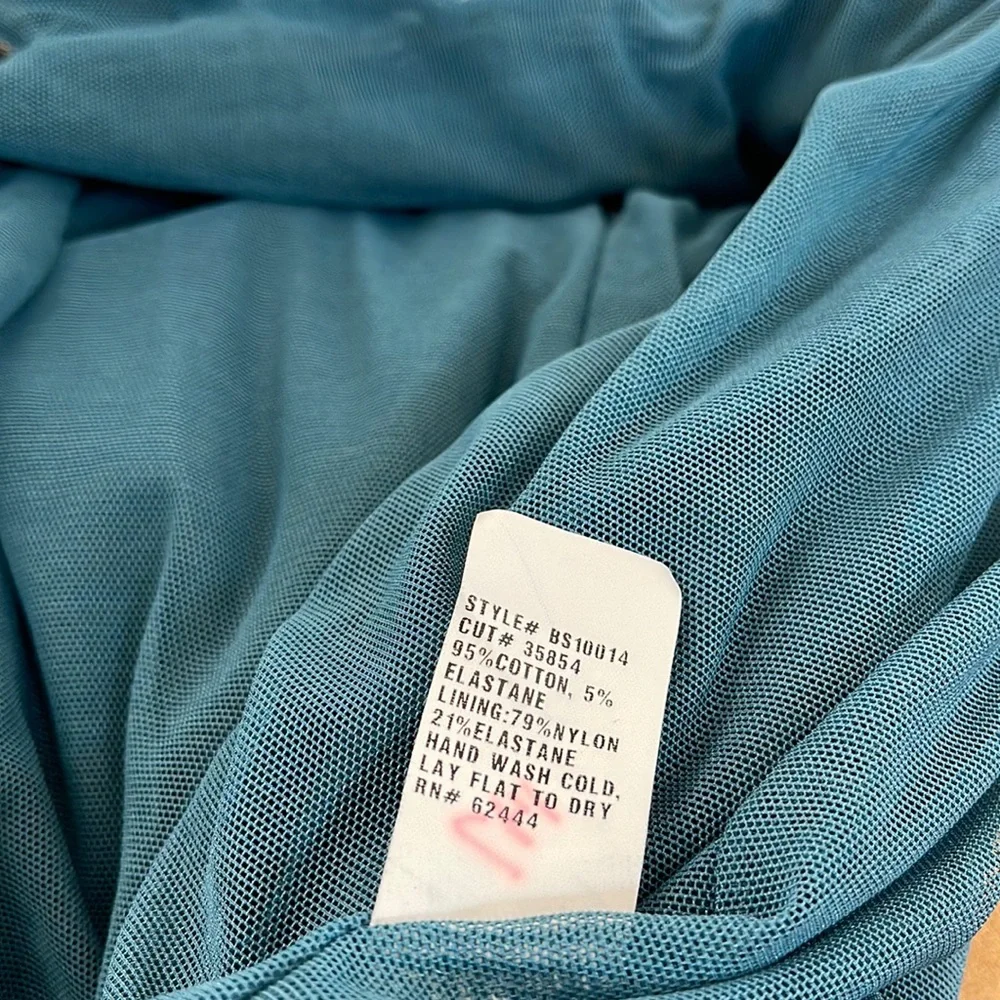 STYLE# BS10014
CUT# 35854
95%COTTON, 5%
ELASTANE
LINING:79%NYLON
21%ELASTANE
HAND WASH COLD,
LAY FLAT TO DRY
RN# 62444